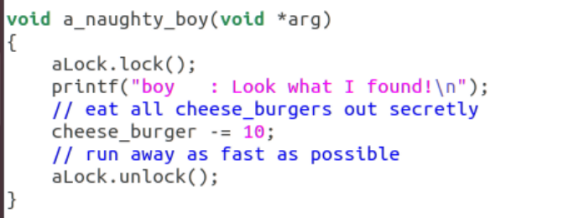 void a_naughty_boy(void *arg)
{
    aLock.lock();
    printf("boy   : Look what I found!\n");
    // eat all cheese_burgers out secretly
    cheese_burger -= 10;
    // run away as fast as possible
    aLock.unlock();
}